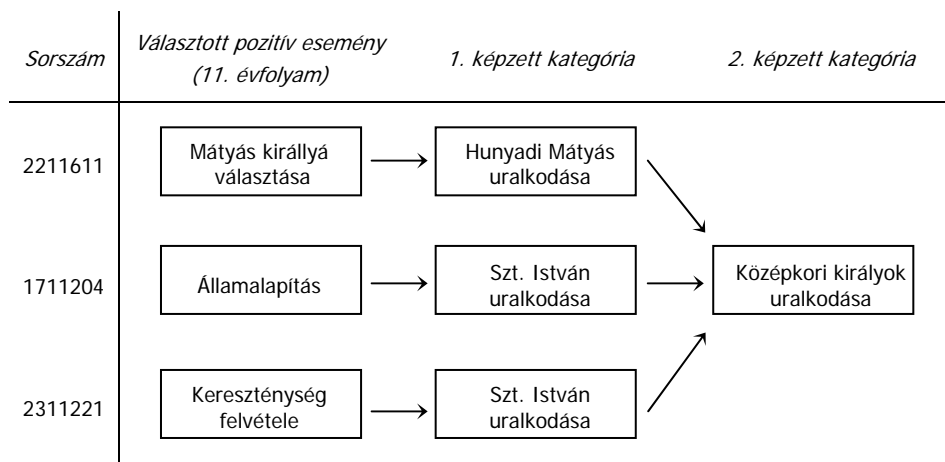 Sorszám
Választott pozitív esemény
(11. évfolyam)
1. képzett kategória
2. képzett kategória
2211611
Mátyás királlyá
választása
Hunyadi Mátyás
uralkodása
1711204
Államalapítás
Szt. István
uralkodása
Középkori királyok
uralkodása
2311221
Kereszténység
felvétele
Szt. István
uralkodása